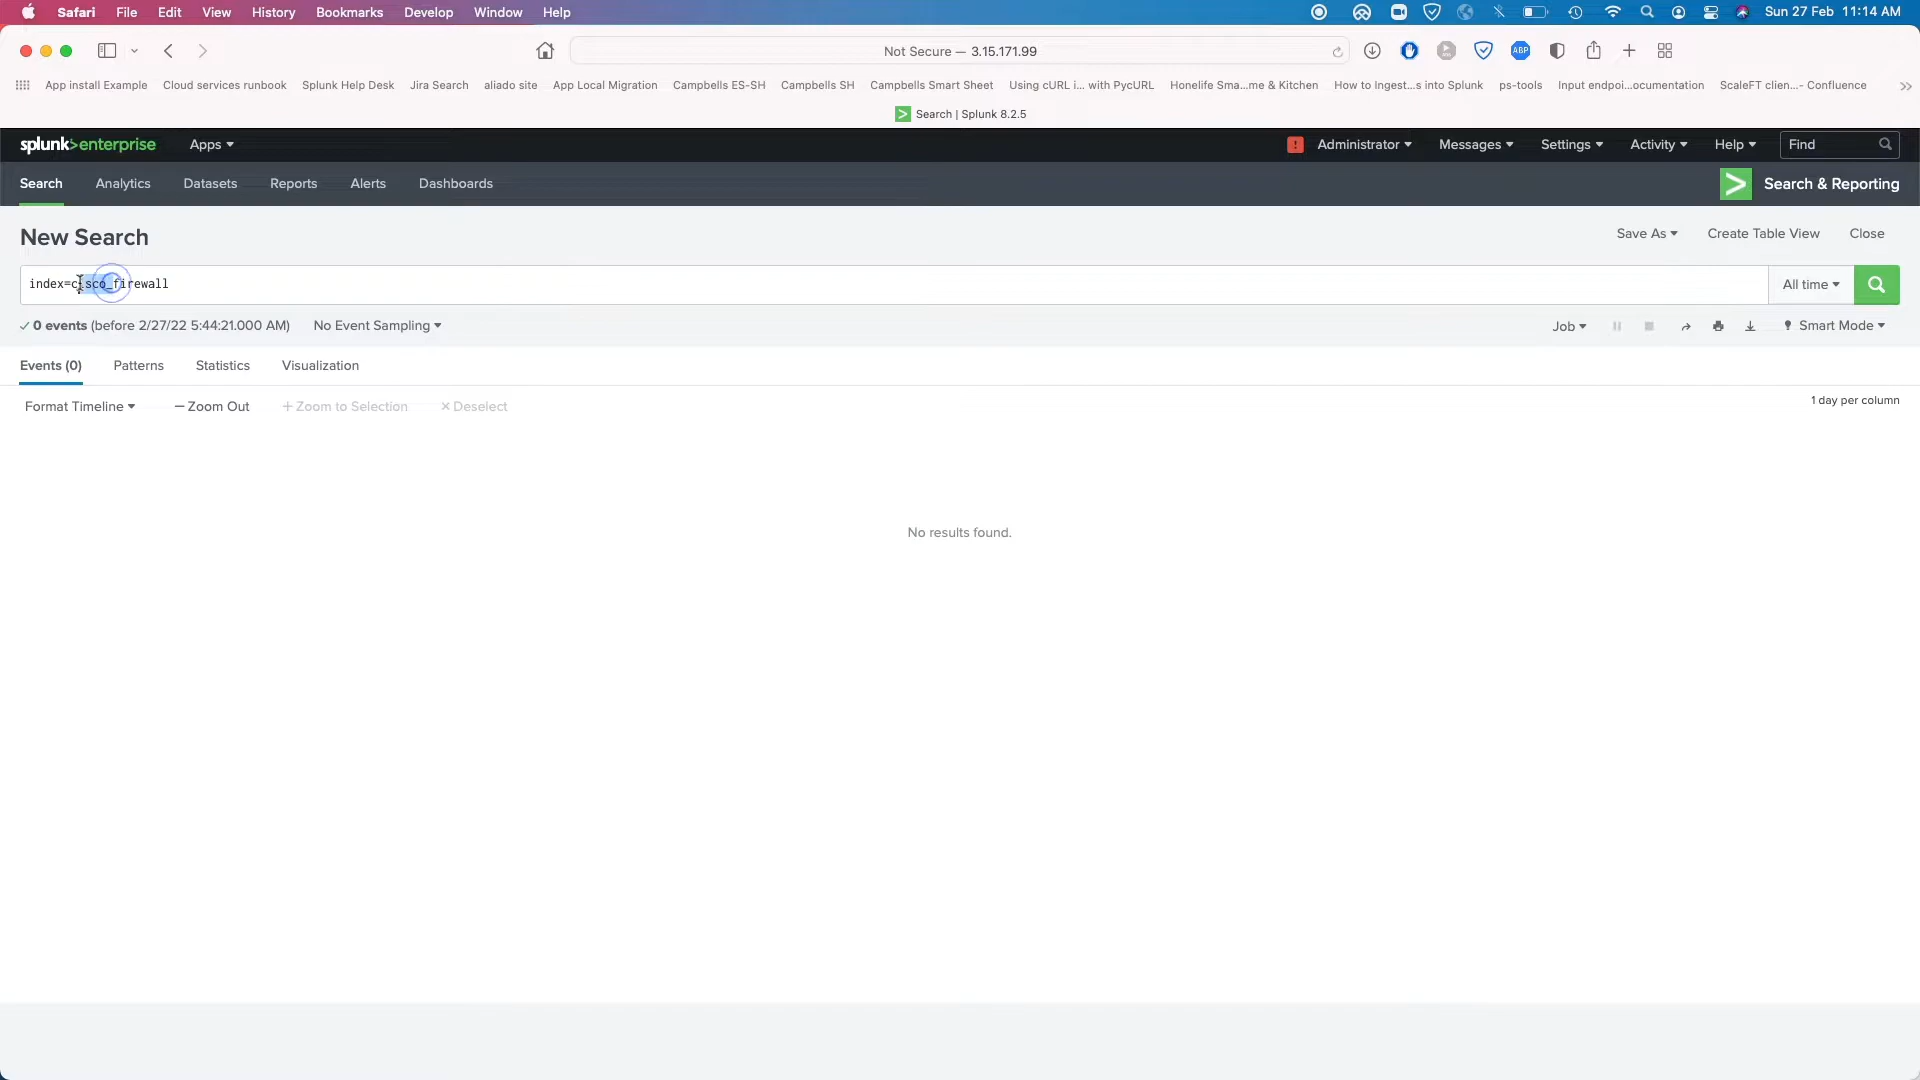 Safari File Edit View History Bookmarks Develop Window Help Sun 27 Feb 11:14 AM
Not Secure — 3.15.171.99 ABP
App install Example Cloud services runbook Splunk Help Desk Jira Search aliado site App Local Migration Campbells ES-SH Campbells SH Campbells Smart Sheet Using cURL i... with PycURL Honelife Sma...me & Kitchen How to Ingest...s into Splunk ps-tools Input endpoi...ocumentation ScaleFT clien...- Confluence
Search | Splunk 8.2.5
splunk>enterprise Apps Administrator Messages Settings Activity Help Find
Search Analytics Datasets Reports Alerts Dashboards Search & Reporting
New Search Save As Create Table View Close
index=cisco_firewall All time
0 events (before 2/27/22 5:44:21.000 AM) No Event Sampling Job Smart Mode
Events (0) Patterns Statistics Visualization
Format Timeline — Zoom Out + Zoom to Selection × Deselect 1 day per column
No results found.